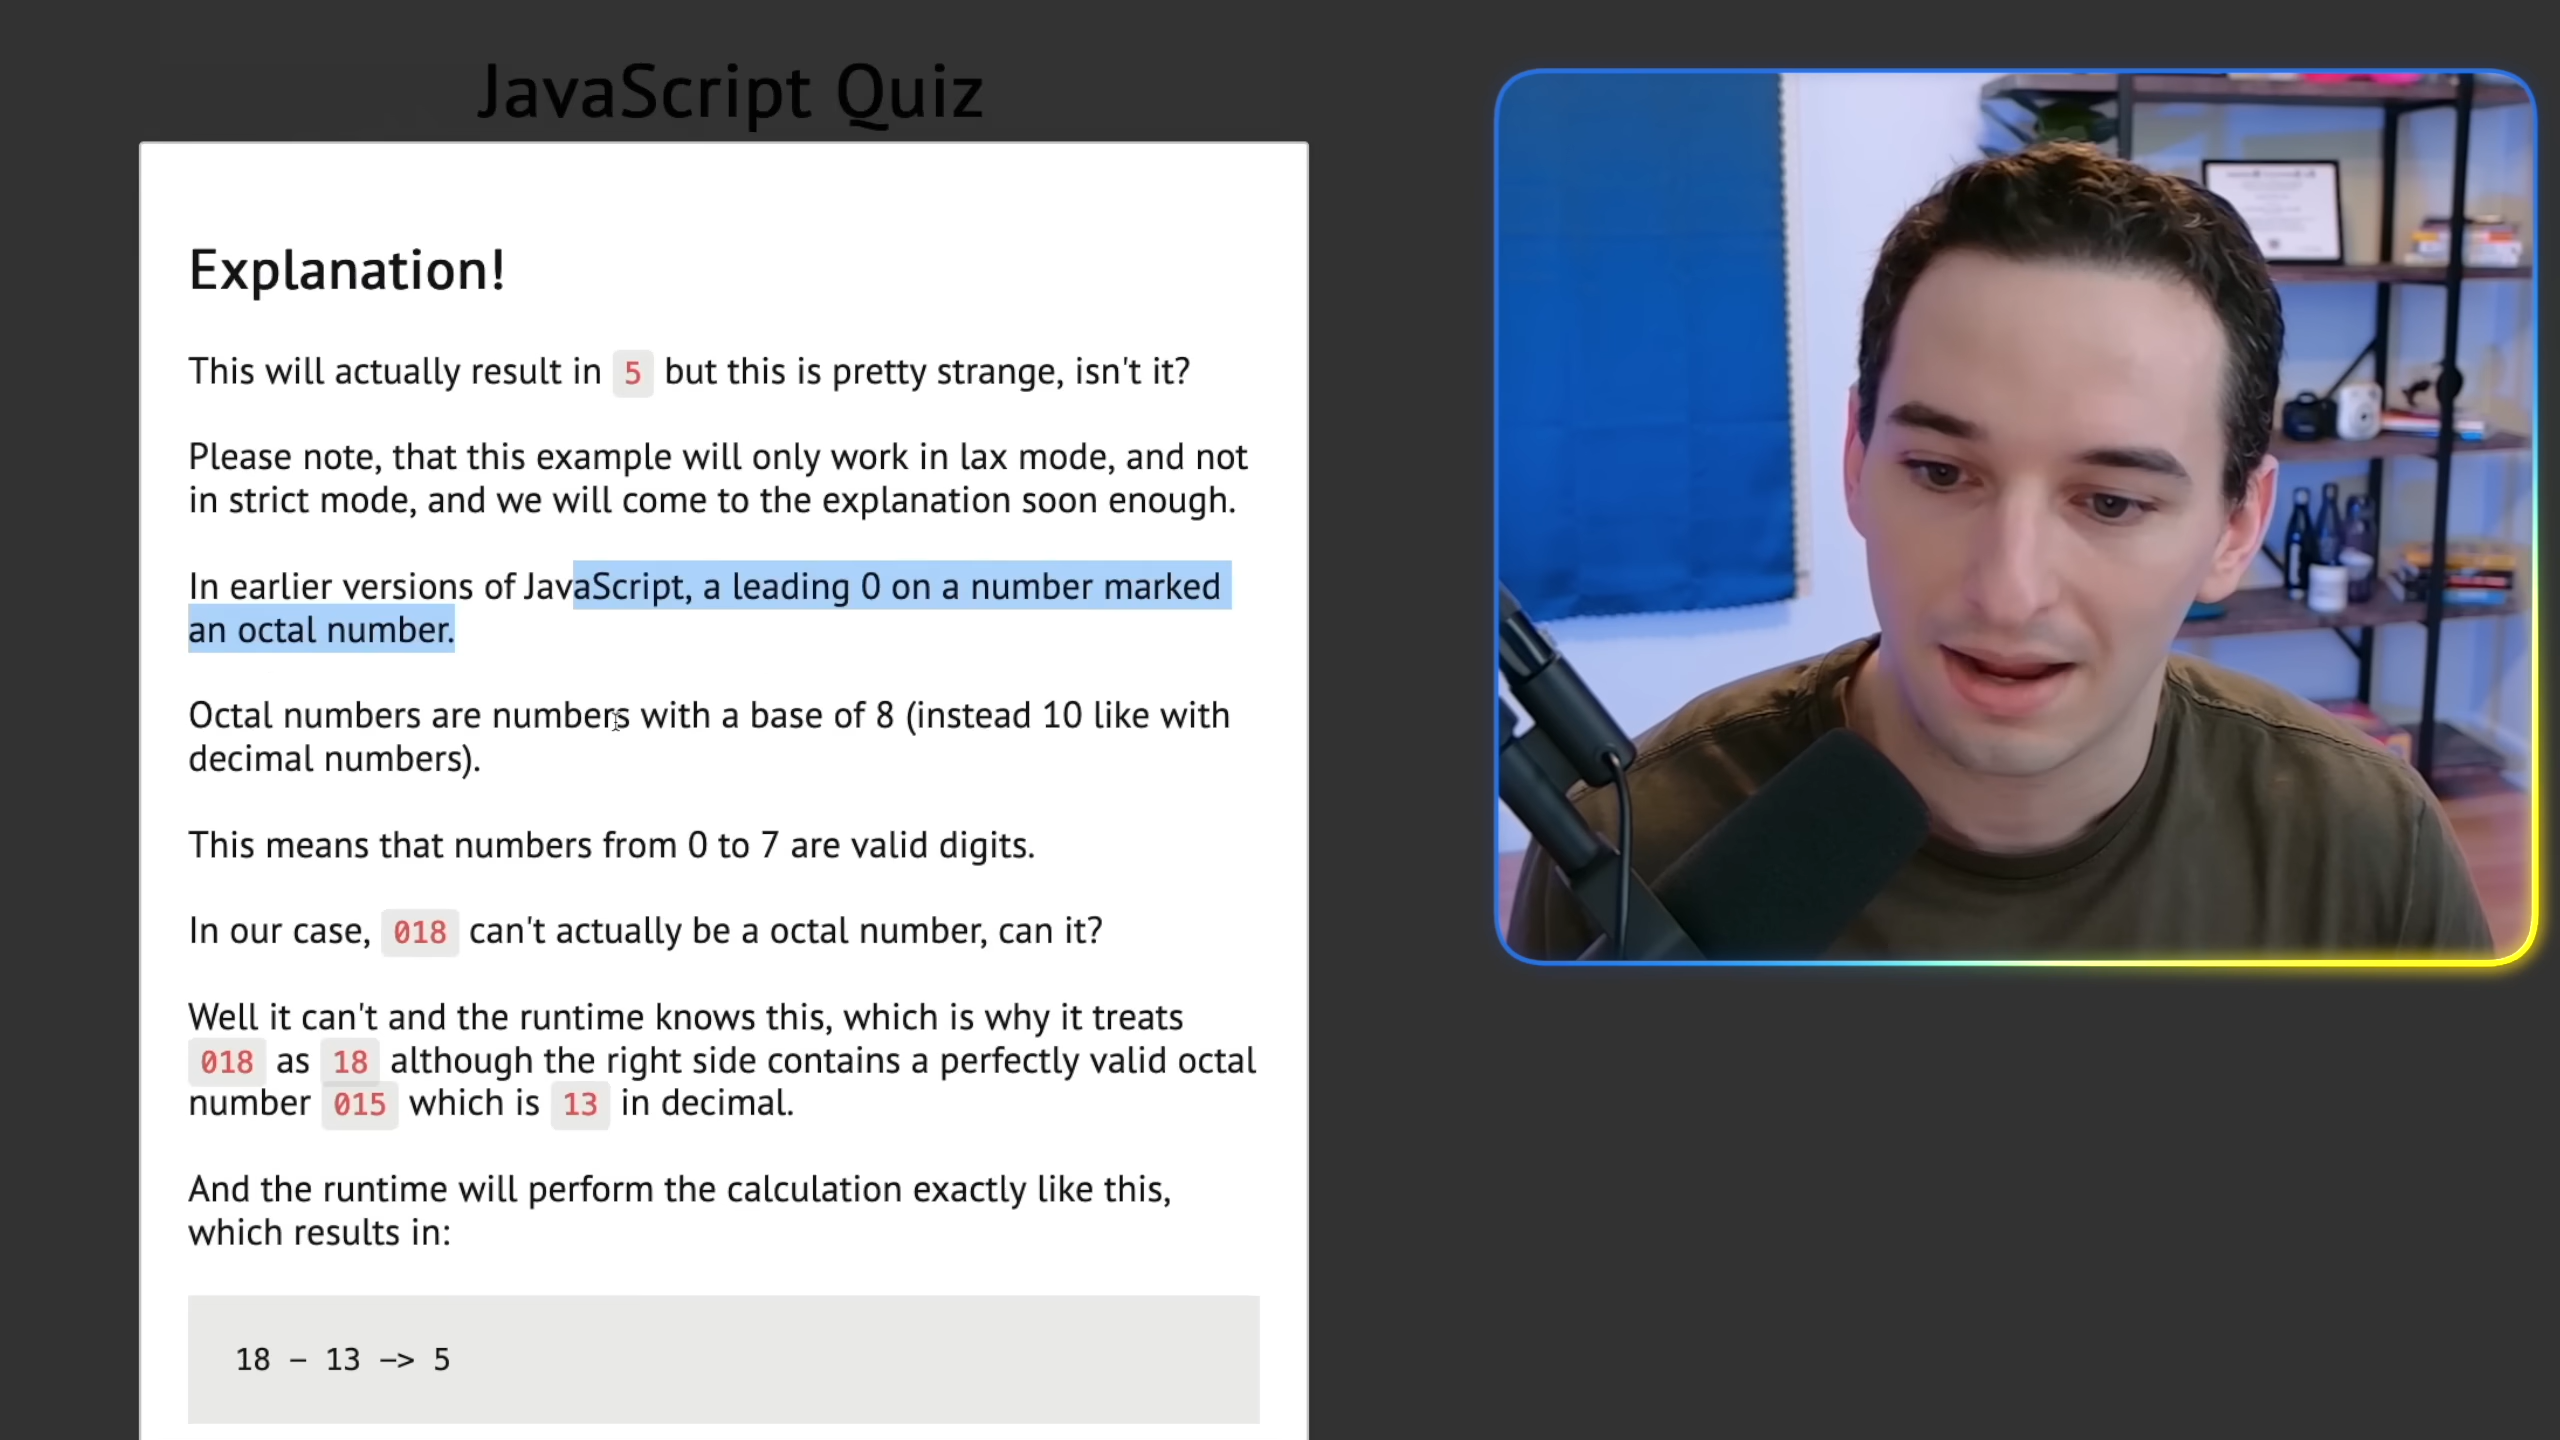 JavaScript Quiz
Explanation!
This will actually result in 5 but this is pretty strange, isn't it?
Please note, that this example will only work in lax mode, and not
in strict mode, and we will come to the explanation soon enough.
In earlier versions of JavaScript, a leading 0 on a number marked
an octal number.
Octal numbers are numbers with a base of 8 (instead 10 like with
decimal numbers).
This means that numbers from 0 to 7 are valid digits.
In our case, 018 can't actually be a octal number, can it?
Well it can't and the runtime knows this, which is why it treats
018 as 18 although the right side contains a perfectly valid octal
number 015 which is 13 in decimal.
And the runtime will perform the calculation exactly like this,
which results in:
18 – 13 –> 5